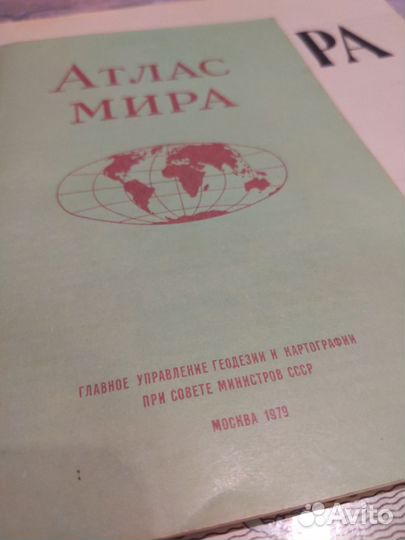 АТЛАС
МИРА
РА
ГЛАВНОЕ УПРАВЛЕНИЕ ГЕОДЕЗИИ И КАРТОГРАФИИ
ПРИ СОВЕТЕ МИНИСТРОВ СССР
МОСКВА 1979
Avito